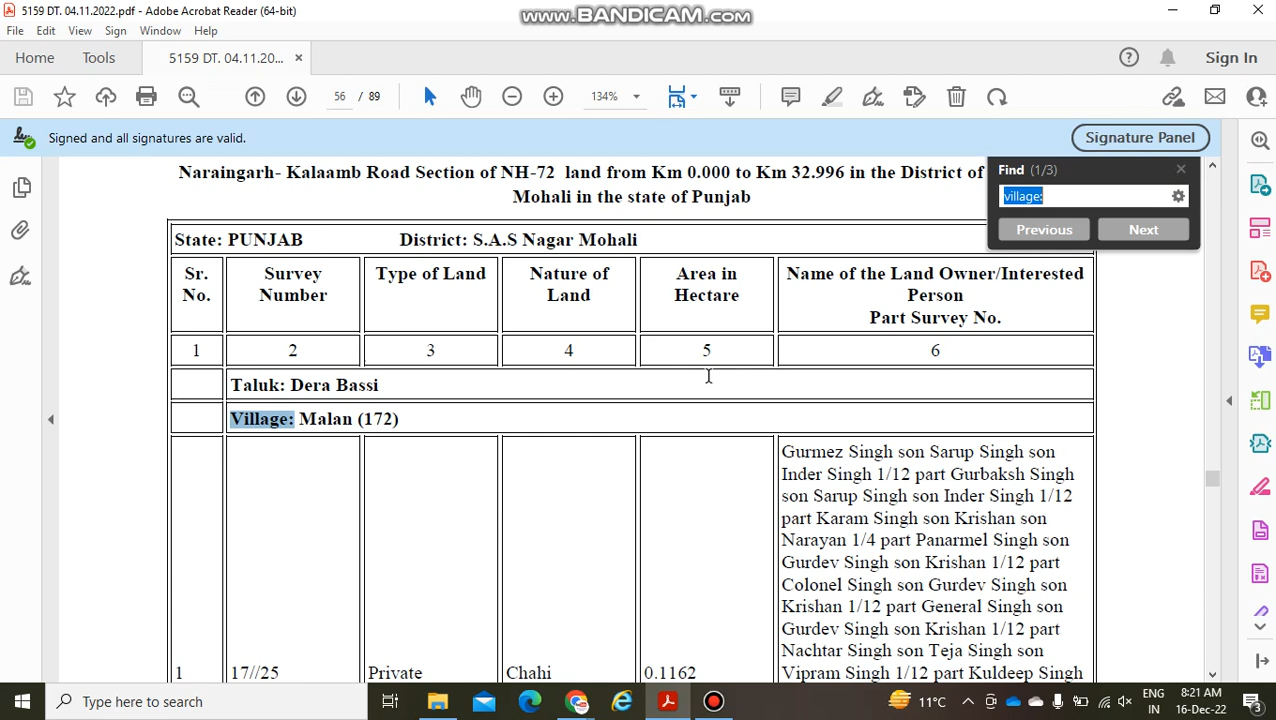 5159 DT. 04.11.2022.pdf - Adobe Acrobat Reader (64-bit)
www.BANDICAM.com
File Edit View Sign Window Help
Home Tools 5159 DT. 04.11.20... × Sign In
56 / 89 134%
Signed and all signatures are valid. Signature Panel
Find (1/3)
village:
Previous Next
Naraingarh- Kalaamb Road Section of NH-72 land from Km 0.000 to Km 32.996 in the District of
Mohali in the state of Punjab
State: PUNJAB District: S.A.S Nagar Mohali
Sr. No. Survey Number Type of Land Nature of Land Area in Hectare Name of the Land Owner/Interested Person Part Survey No.
1 2 3 4 5 6
Taluk: Dera Bassi
Village: Malan (172)
Gurmez Singh son Sarup Singh son
Inder Singh 1/12 part Gurbaksh Singh
son Sarup Singh son Inder Singh 1/12
part Karam Singh son Krishan son
Narayan 1/4 part Panarmel Singh son
Gurdev Singh son Krishan 1/12 part
Colonel Singh son Gurdev Singh son
Krishan 1/12 part General Singh son
Gurdev Singh son Krishan 1/12 part
Nachtar Singh son Teja Singh son
1 17//25 Private Chahi 0.1162 Vipram Singh 1/12 part Kuldeep Singh
Type here to search
11°C ENG IN 8:21 AM 16-Dec-22 3